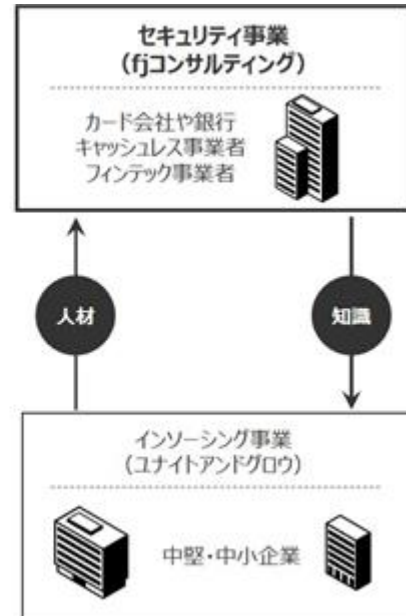 セキュリティ事業
(fjコンサルティング)
カード会社や銀行
キャッシュレス事業者
フィンテック事業者
人材
知識
インソーシング事業
(ユナイトアンドグロウ)
中堅・中小企業